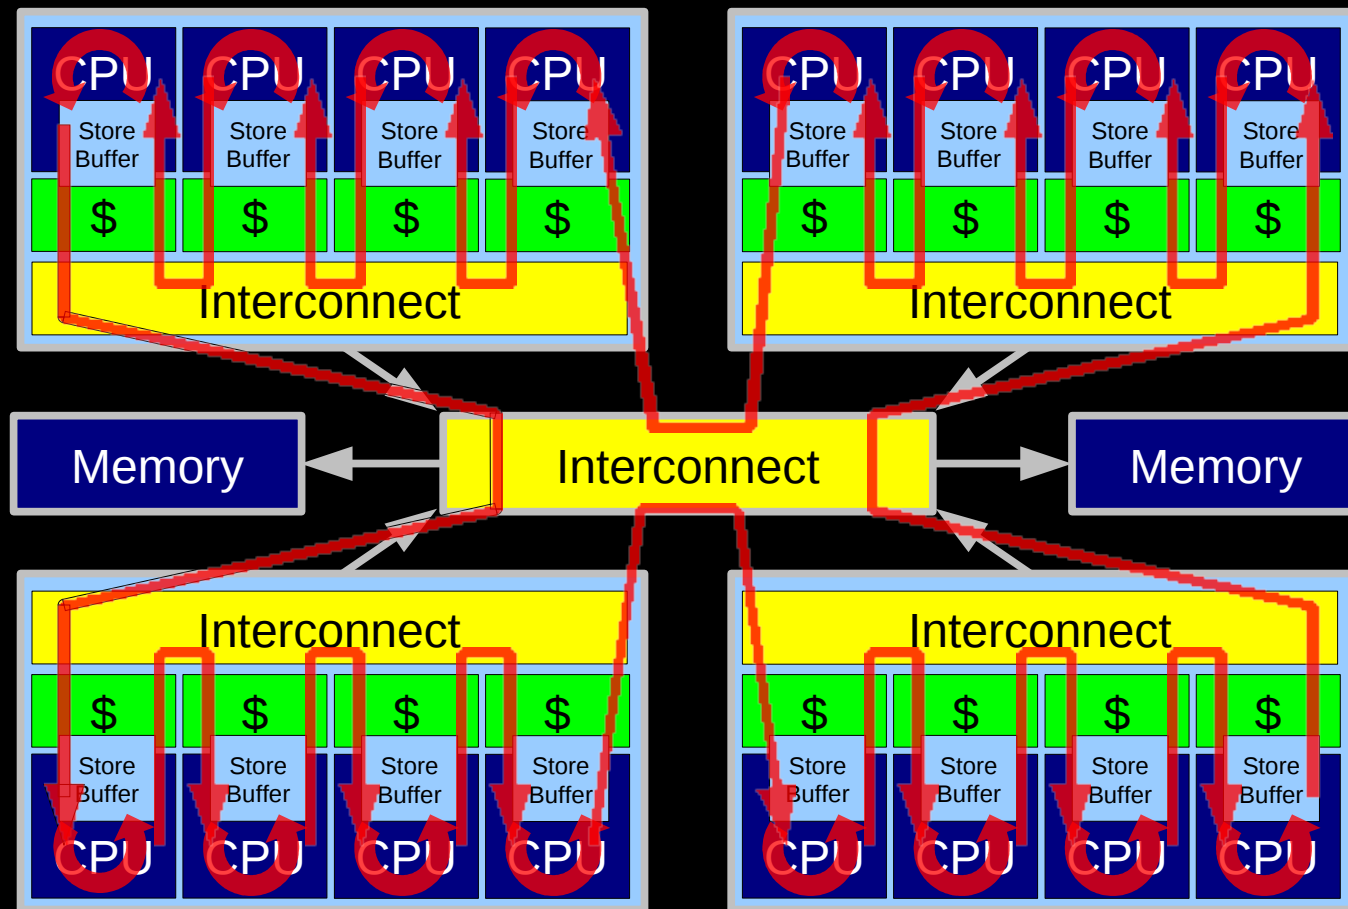 CPU CPU CPU CPU CPU CPU CPU CPU
Store Store Store Store Store Store Store Store
Buffer Buffer Buffer Buffer Buffer Buffer Buffer Buffer
$ $ $ $ $ $ $ $
Interconnect Interconnect
Memory Interconnect Memory
Interconnect Interconnect
$ $ $ $ $ $ $ $
Store Store Store Store Store Store Store Store
Buffer Buffer Buffer Buffer Buffer Buffer Buffer Buffer
CPU CPU CPU CPU CPU CPU CPU CPU